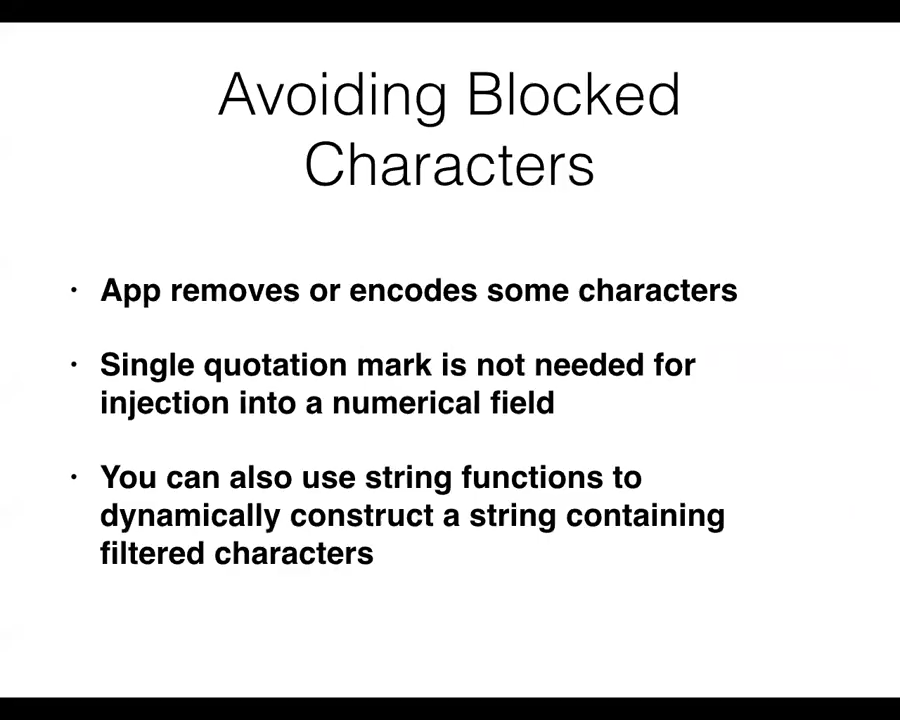 Avoiding Blocked
Characters
• App removes or encodes some characters
• Single quotation mark is not needed for
injection into a numerical field
• You can also use string functions to
dynamically construct a string containing
filtered characters